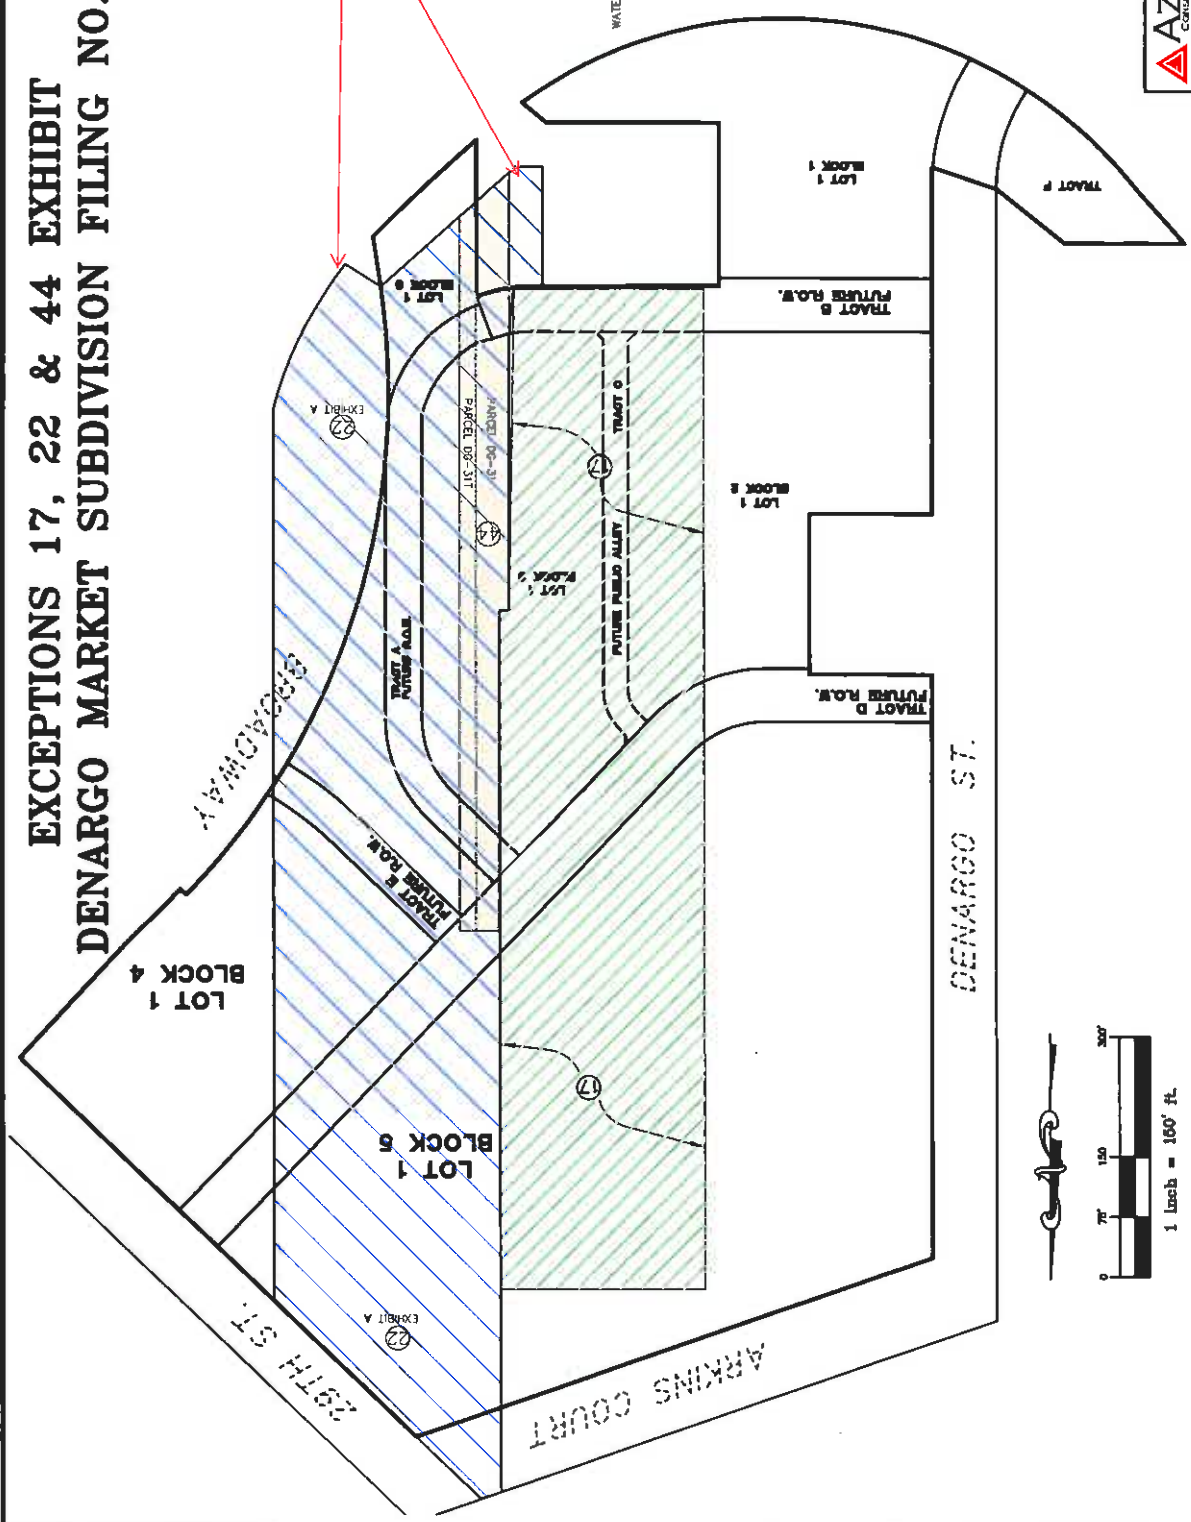 EXCEPTIONS 17, 22 & 44 EXHIBIT
DENARGO MARKET SUBDIVISION FILING NO.
WATE
AZ
CONS
BROADWAY
LOT 1
BLOCK 4
TRACT E
FUTURE R.O.W.
22
EXHIBIT A
LOT 1
TRACT A
FUTURE R.O.W.
PARCEL DG-31
PARCEL DG-31T
44
LOT 1
BLOCK 3
17
FUTURE PUBLIC ALLEY
TRACT C
LOT 1
BLOCK 2
TRACT B
FUTURE R.O.W.
LOT 1
BLOCK 1
TRACT F
TRACT D
FUTURE R.O.W.
DENARGO ST.
LOT 1
BLOCK 5
17
22
EXHIBIT A
29TH ST.
ARKINS COURT
0 75' 150 300'
1 inch = 150' ft.